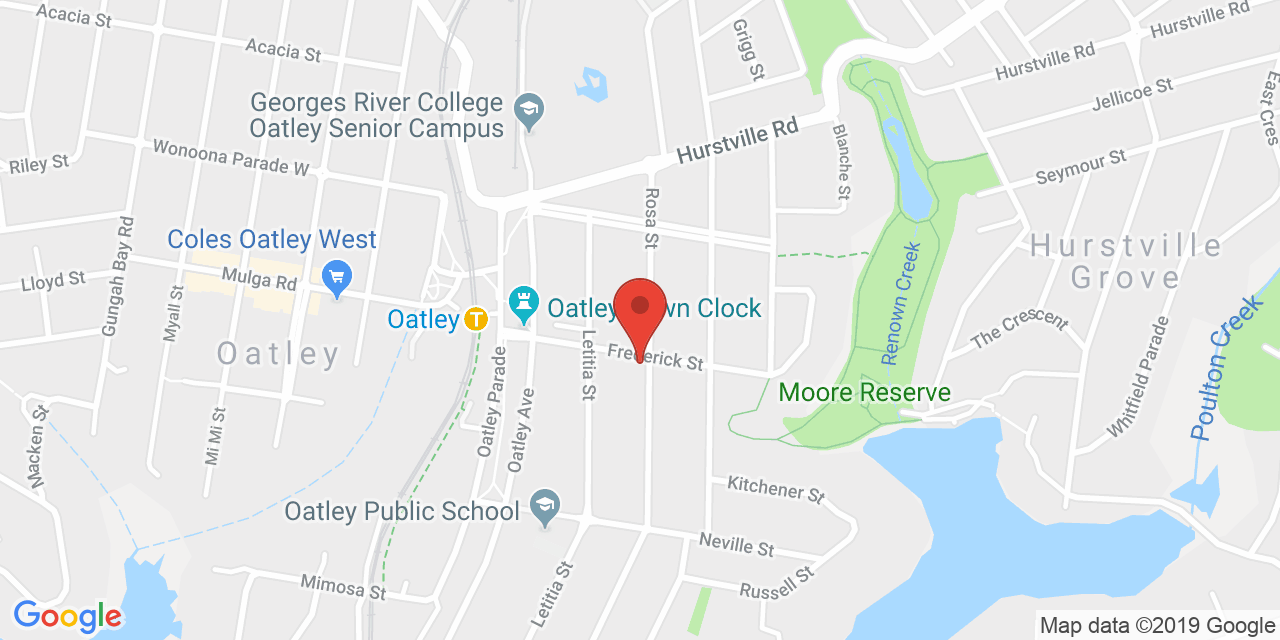 Acacia St
Acacia St
Grigg St
Hurstville Rd
Hurstville Rd
Jellicoe St
East Cres
Georges River College
Oatley Senior Campus
Hurstville Rd
Blanche St
Riley St
Wonoona Parade W
Seymour St
Rosa St
Coles Oatley West
Gungah Bay Rd
Hurstville
Grove
Lloyd St
Mulga Rd
Myall St
Renown Creek
Oatley
T
Oatley
wn Clock
The Crescent
Poulton Creek
Oatley
Letitia St
Frederick St
Whitfield Parade
Moore Reserve
Oatley Parade
Oatley Ave
Mi Mi St
Macken St
Kitchener St
Oatley Public School
Neville St
Mimosa St
Letitia St
Russell St
Google
Map data ©2019 Google